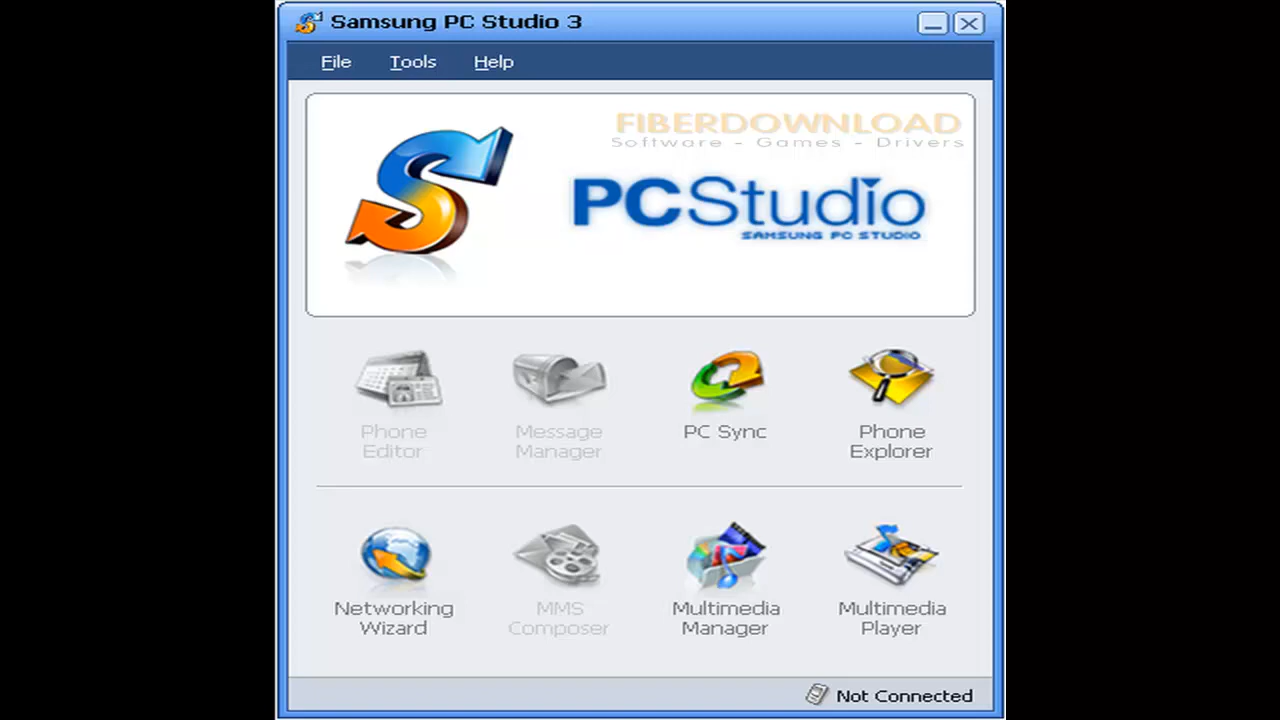 Samsung PC Studio 3
File Tools Help
FIBERDOWNLOAD
Software - Games - Drivers
PCStudio
SAMSUNG PC STUDIO
Phone Editor
Message Manager
PC Sync
Phone Explorer
Networking Wizard
MMS Composer
Multimedia Manager
Multimedia Player
Not Connected